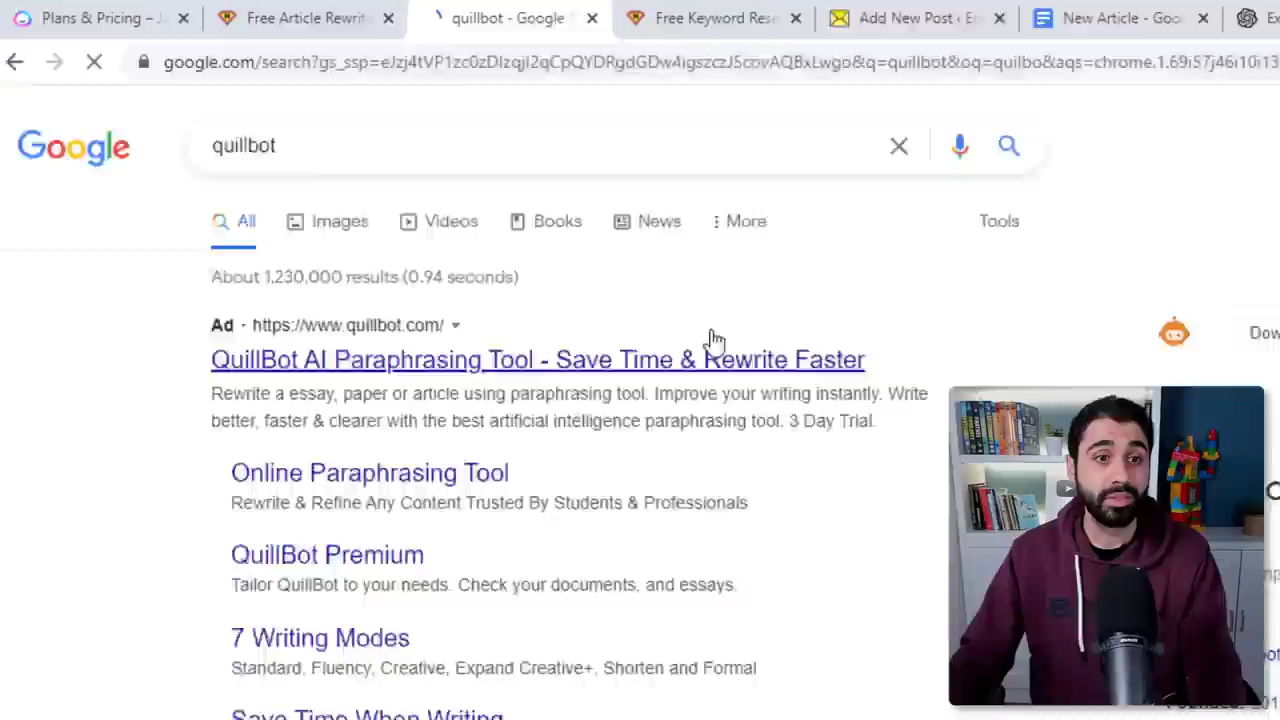 Plans & Pricing – J
Free Article Rewrit
quillbot - Google
Free Keyword Res
Add New Post ‹ E
New Article - Goo
google.com/search?gs_ssp=eJzj4tVP1zc0zDIzqjI2qCpQYDRgdGDw4igszczJScovAQBxLwgo&q=quillbot&oq=quilbo&aqs=chrome.1.69i57j46i10i13
Google
quillbot
All
Images
Videos
Books
News
More
Tools
About 1,230,000 results (0.94 seconds)
Ad · https://www.quillbot.com/
QuillBot AI Paraphrasing Tool - Save Time & Rewrite Faster
Rewrite a essay, paper or article using paraphrasing tool. Improve your writing instantly. Write
better, faster & clearer with the best artificial intelligence paraphrasing tool. 3 Day Trial.
Dow
Online Paraphrasing Tool
Rewrite & Refine Any Content Trusted By Students & Professionals
QuillBot Premium
Tailor QuillBot to your needs. Check your documents, and essays.
7 Writing Modes
Standard, Fluency, Creative, Expand Creative+, Shorten and Formal
Save Time When Writing